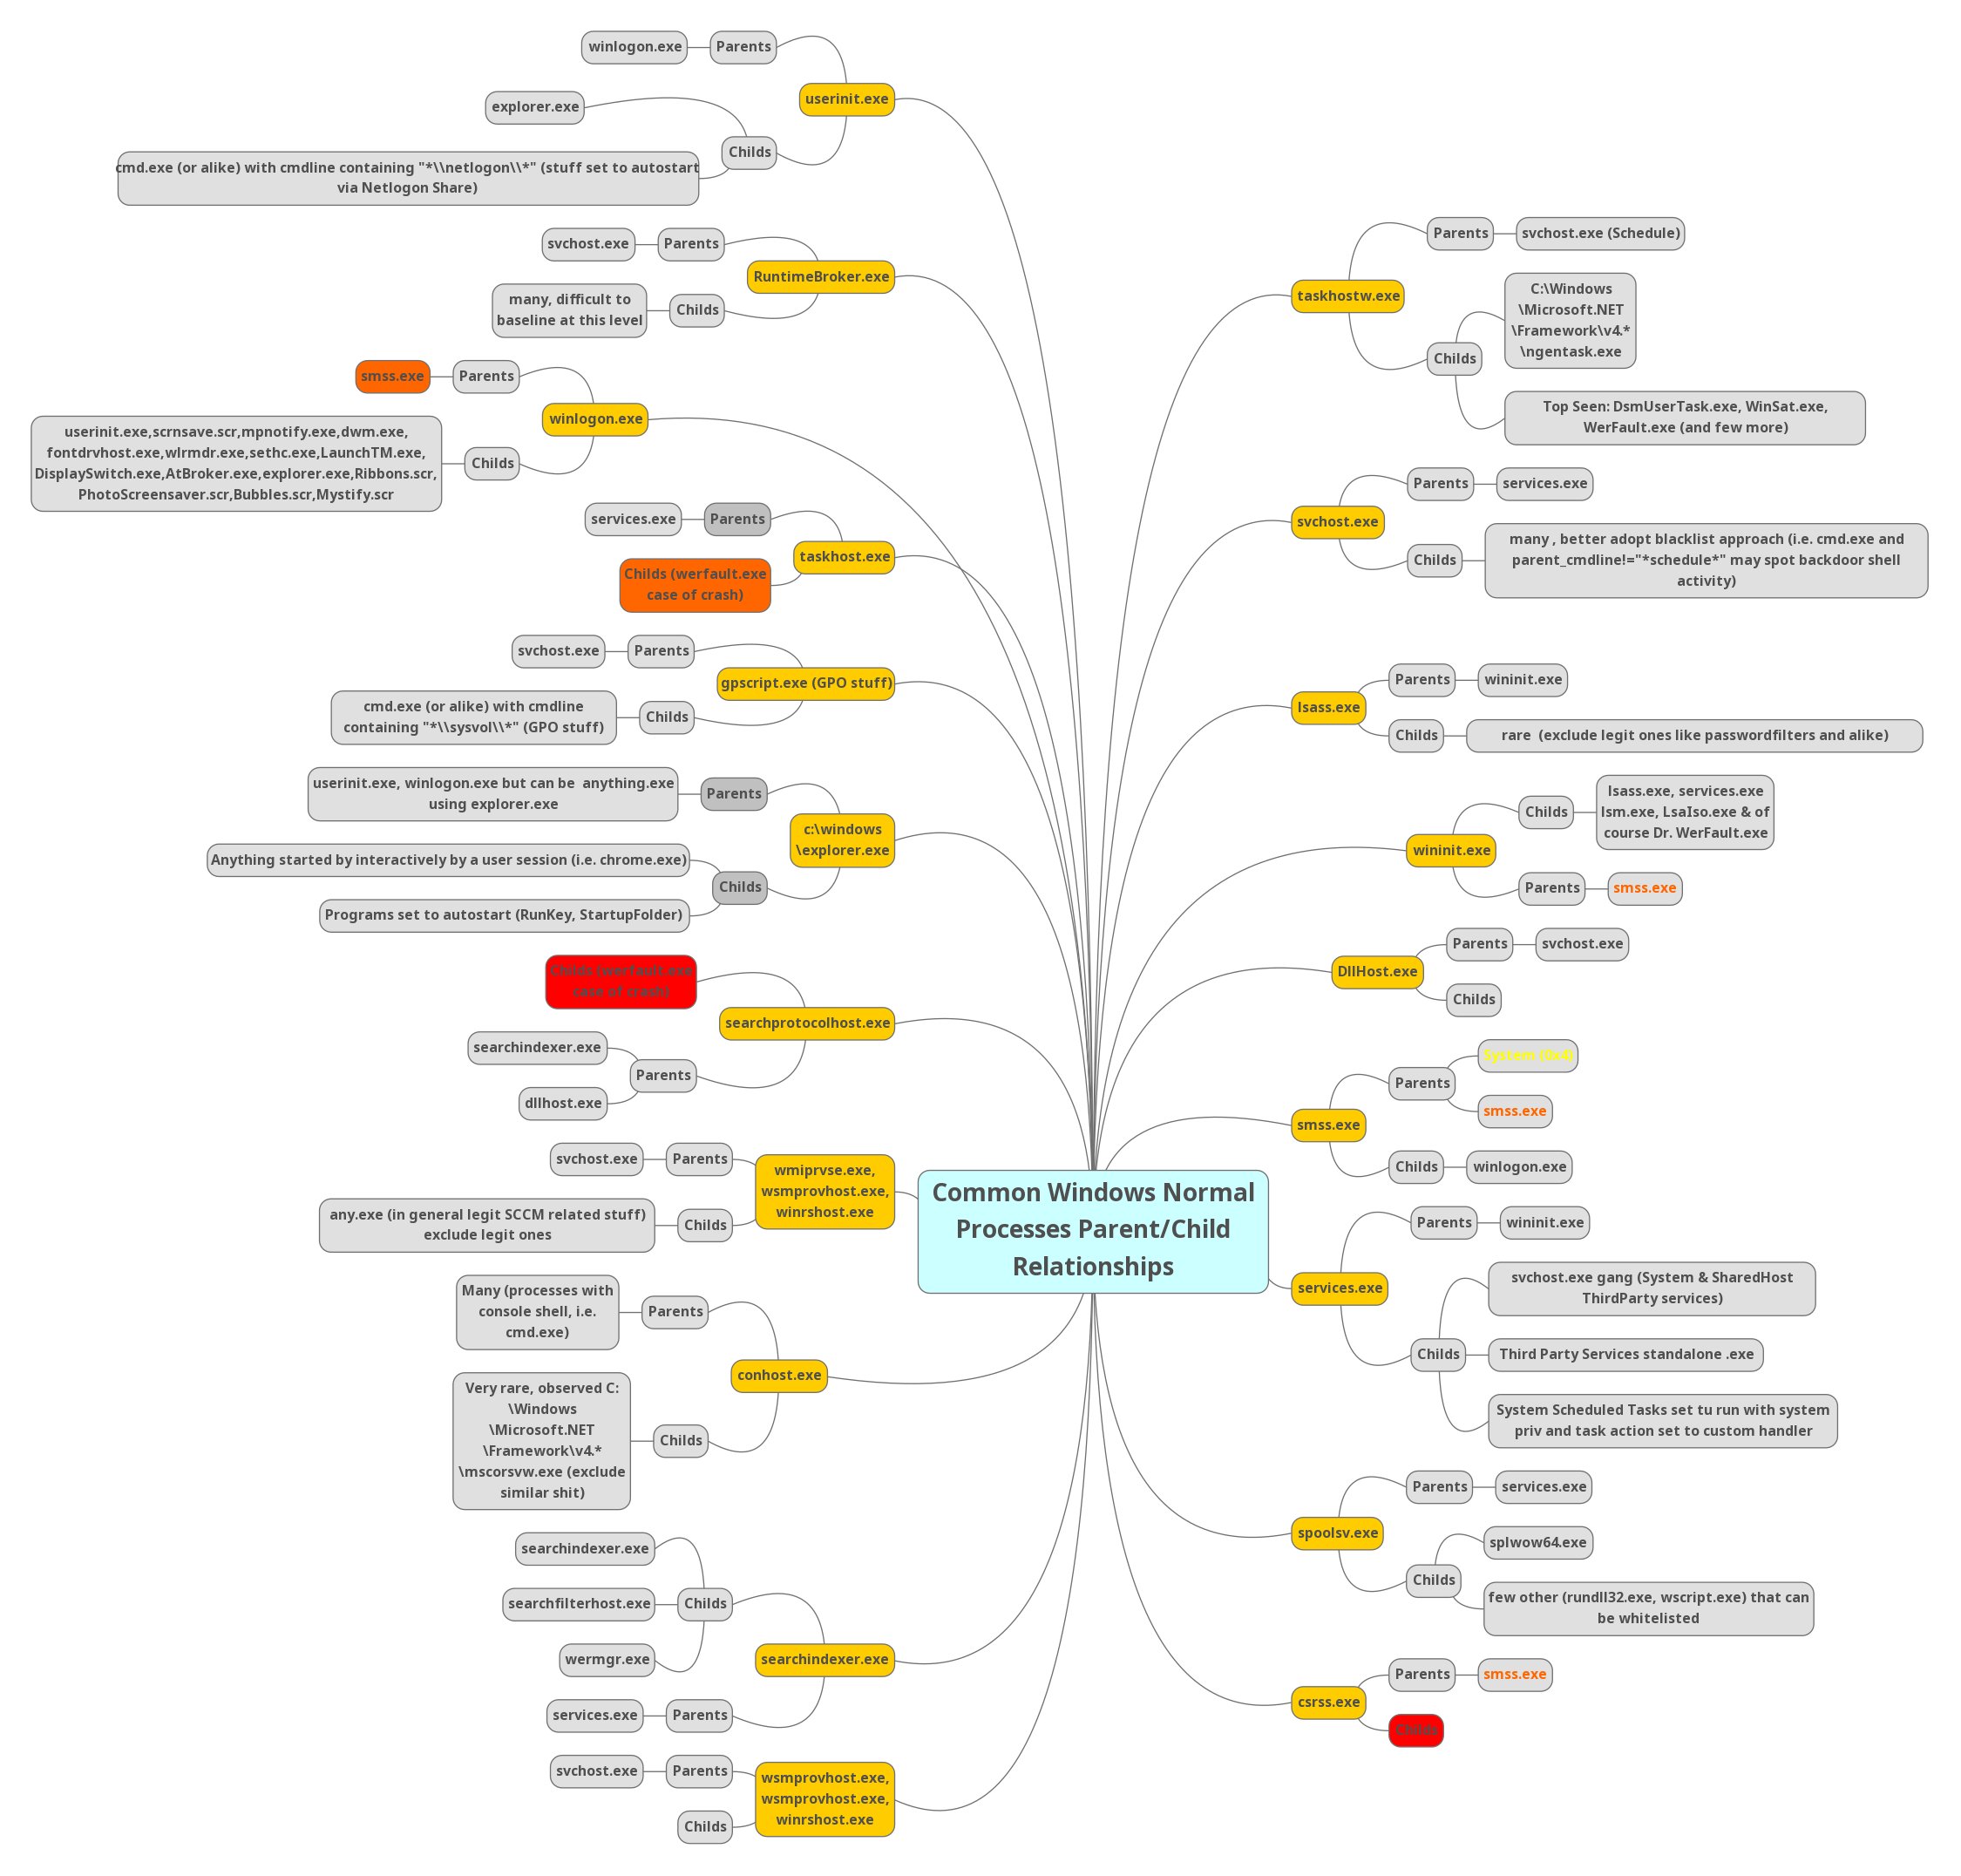 winlogon.exe
Parents
userinit.exe
explorer.exe
Childs
cmd.exe (or alike) with cmdline containing "*\\netlogon\\*" (stuff set to autostart
via Netlogon Share)
svchost.exe
Parents
RuntimeBroker.exe
many, difficult to
baseline at this level
Childs
smss.exe
Parents
winlogon.exe
userinit.exe,scrnsave.scr,mpnotify.exe,dwm.exe,
fontdrvhost.exe,wlrmdr.exe,sethc.exe,LaunchTM.exe,
DisplaySwitch.exe,AtBroker.exe,explorer.exe,Ribbons.scr,
PhotoScreensaver.scr,Bubbles.scr,Mystify.scr
Childs
services.exe
Parents
taskhost.exe
Childs (werfault.exe
case of crash)
svchost.exe
Parents
gpscript.exe (GPO stuff)
cmd.exe (or alike) with cmdline
containing "*\\sysvol\\*" (GPO stuff)
Childs
userinit.exe, winlogon.exe but can be  anything.exe
using explorer.exe
Parents
c:\windows
\explorer.exe
Anything started by interactively by a user session (i.e. chrome.exe)
Childs
Programs set to autostart (RunKey, StartupFolder)
Childs (werfault.exe
case of crash)
searchprotocolhost.exe
searchindexer.exe
Parents
dllhost.exe
svchost.exe
Parents
wmiprvse.exe,
wsmprovhost.exe,
winrshost.exe
any.exe (in general legit SCCM related stuff)
exclude legit ones
Childs
Many (processes with
console shell, i.e.
cmd.exe)
Parents
conhost.exe
Very rare, observed C:
\Windows
\Microsoft.NET
\Framework\v4.*
\mscorsvw.exe (exclude
similar shit)
Childs
searchindexer.exe
searchfilterhost.exe
Childs
wermgr.exe
searchindexer.exe
services.exe
Parents
svchost.exe
Parents
wsmprovhost.exe,
wsmprovhost.exe,
winrshost.exe
Childs
Common Windows Normal
Processes Parent/Child
Relationships
Parents
svchost.exe (Schedule)
taskhostw.exe
C:\Windows
\Microsoft.NET
\Framework\v4.*
\ngentask.exe
Childs
Top Seen: DsmUserTask.exe, WinSat.exe,
WerFault.exe (and few more)
Parents
services.exe
svchost.exe
Childs
many , better adopt blacklist approach (i.e. cmd.exe and
parent_cmdline!="*schedule*" may spot backdoor shell
activity)
Parents
wininit.exe
lsass.exe
Childs
rare  (exclude legit ones like passwordfilters and alike)
Childs
lsass.exe, services.exe
lsm.exe, LsaIso.exe & of
course Dr. WerFault.exe
wininit.exe
Parents
smss.exe
Parents
svchost.exe
DllHost.exe
Childs
System (0x4)
Parents
smss.exe
smss.exe
Childs
winlogon.exe
Parents
wininit.exe
services.exe
svchost.exe gang (System & SharedHost
ThirdParty services)
Childs
Third Party Services standalone .exe
System Scheduled Tasks set tu run with system
priv and task action set to custom handler
Parents
services.exe
spoolsv.exe
splwow64.exe
Childs
few other (rundll32.exe, wscript.exe) that can
be whitelisted
Parents
smss.exe
csrss.exe
Childs